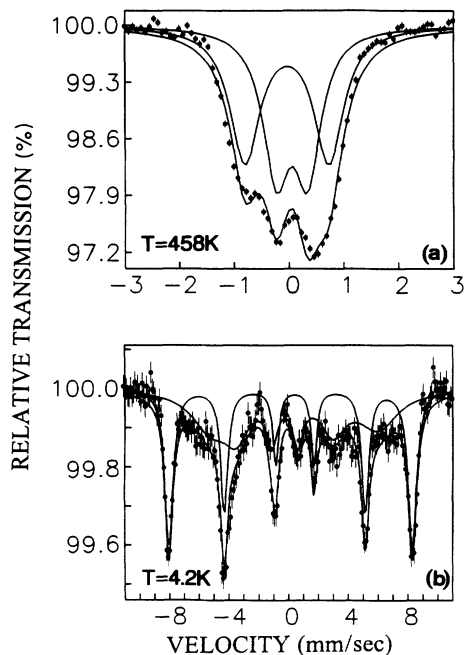 RELATIVE TRANSMISSION (%)
100.0
99.3
98.6
97.9
97.2
T=458K
(a)
−3 −2 −1 0 1 2 3
100.0
99.8
99.6
T=4.2K
(b)
−8 −4 0 4 8
VELOCITY (mm/sec)